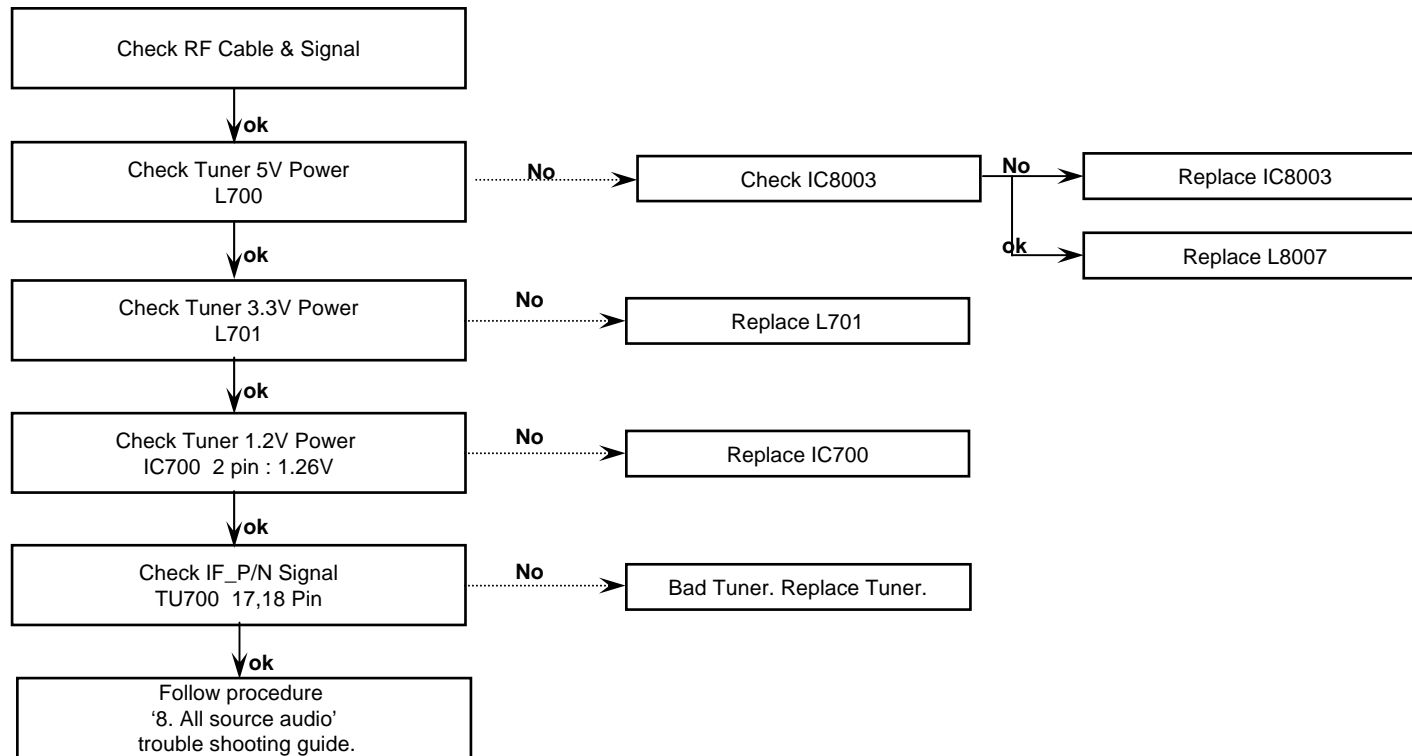 Check RF Cable & Signal
ok
Check Tuner 5V Power
L700
No
Check IC8003
No
Replace IC8003
ok
Replace L8007
ok
Check Tuner 3.3V Power
L701
No
Replace L701
ok
Check Tuner 1.2V Power
IC700 2 pin : 1.26V
No
Replace IC700
ok
Check IF_P/N Signal
TU700 17,18 Pin
No
Bad Tuner. Replace Tuner.
ok
Follow procedure
‘8. All source audio’
trouble shooting guide.